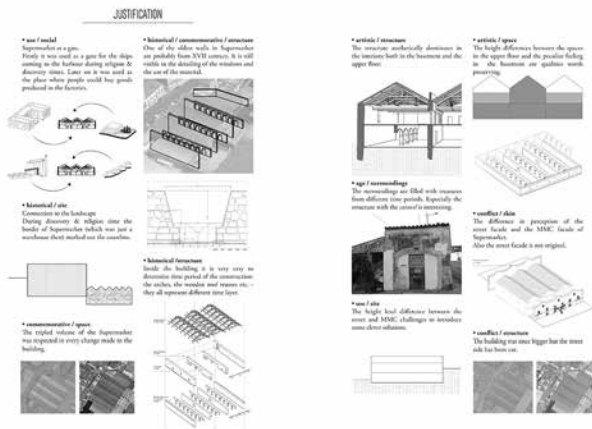 JUSTIFICATION
• use / social
Supermarket as a gate.
Firstly it was used as a gate for the ships
coming to the harbour during religion &
discovery times. Later on it was used as
the place where people could buy goods
produced in the factories.
• historical / site
Connection to the landscape
During discovery & religion time the
border of Supermarket (which was just a
warehouse then) marked out the coastline.
• commemorative / space
The tripled volume of the Supermarket
was respected in every change made to the
building.
• historical / commemorative / structure
One of the oldest walls in Supermarket
are probably from XVII century. It is still
visible in the detailing of the windows and
the use of the material.
• historical /structure
Inside the building it is very easy to
determine time period of the construction:
the arches, the wooden roof trusses etc. -
they all represent different time layer.
• artistic / structure
The structure aesthetically dominates in
the interiors: both in the basement and the
upper floor.
• age / surroundings
The surroundings are filled with treasures
from different time periods. Especially the
structure with the is interesting.
• use / site
The height level difference between the
street and MMC challenges to introduce
some clever solutions.
• artistic / space
The height differences between the spaces
in the upper floor and the peculiar feeling
in the basement are qualities worth
preserving.
• conflict / skin
The difference in perception of the
street facade and the MMC facade of
Supermarket.
Also the street facade is not original.
• conflict / structure
The building was once bigger but the street
side has been cut.